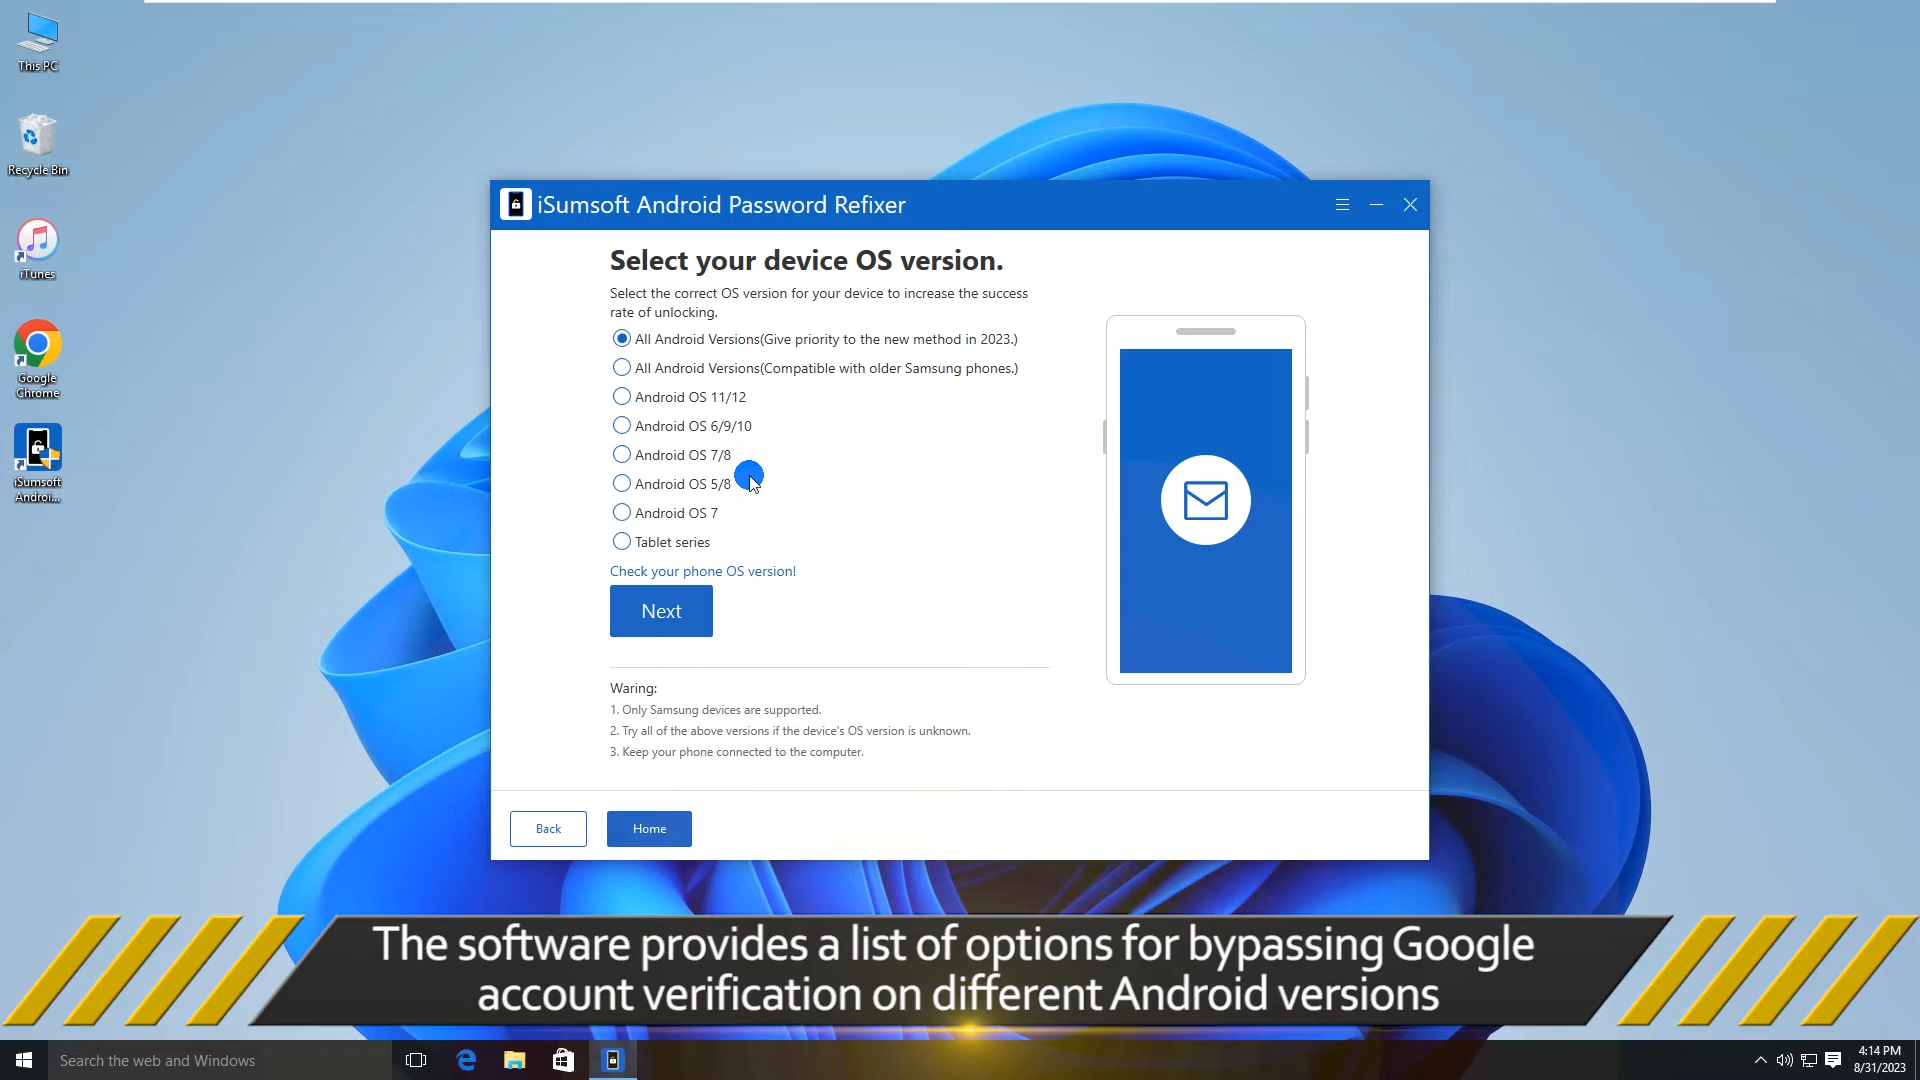 This PC
Recycle Bin
iTunes
Google
Chrome
iSumsoft
Androi...
iSumsoft Android Password Refixer
Select your device OS version.
Select the correct OS version for your device to increase the success
rate of unlocking.
All Android Versions(Give priority to the new method in 2023.)
All Android Versions(Compatible with older Samsung phones.)
Android OS 11/12
Android OS 6/9/10
Android OS 7/8
Android OS 5/8
Android OS 7
Tablet series
Check your phone OS version!
Next
Waring:
1. Only Samsung devices are supported.
2. Try all of the above versions if the device's OS version is unknown.
3. Keep your phone connected to the computer.
Back
Home
The software provides a list of options for bypassing Google
account verification on different Android versions
Search the web and Windows
4:14 PM
8/31/2023